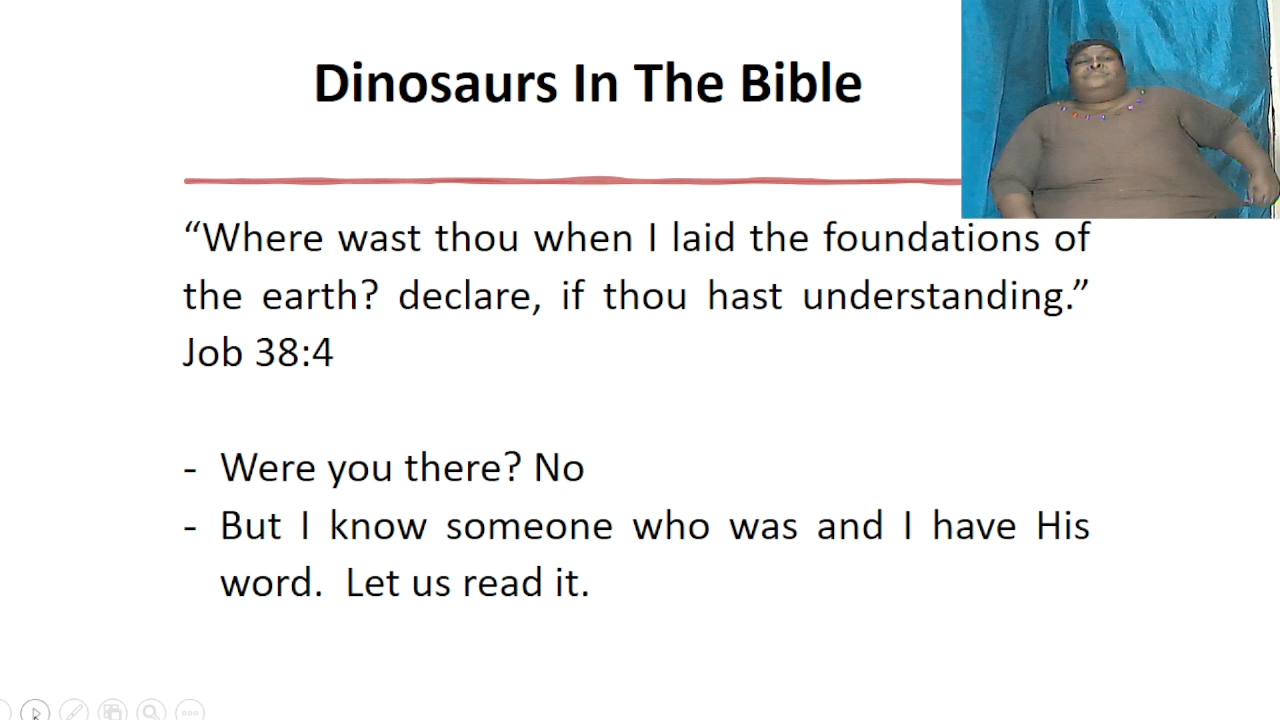 Dinosaurs In The Bible
“Where wast thou when I laid the foundations of
the earth? declare, if thou hast understanding.”
Job 38:4
- Were you there? No
- But I know someone who was and I have His
word.  Let us read it.